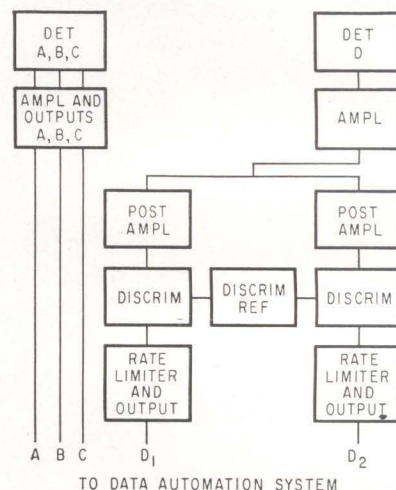 DET
A, B, C
AMPL AND
OUTPUTS
A, B, C
DET
D
AMPL
POST
AMPL
POST
AMPL
DISCRIM
DISCRIM
REF
DISCRIM
RATE
LIMITER
AND
OUTPUT
RATE
LIMITER
AND
OUTPUT
A B C D₁ D₂
TO DATA AUTOMATION SYSTEM